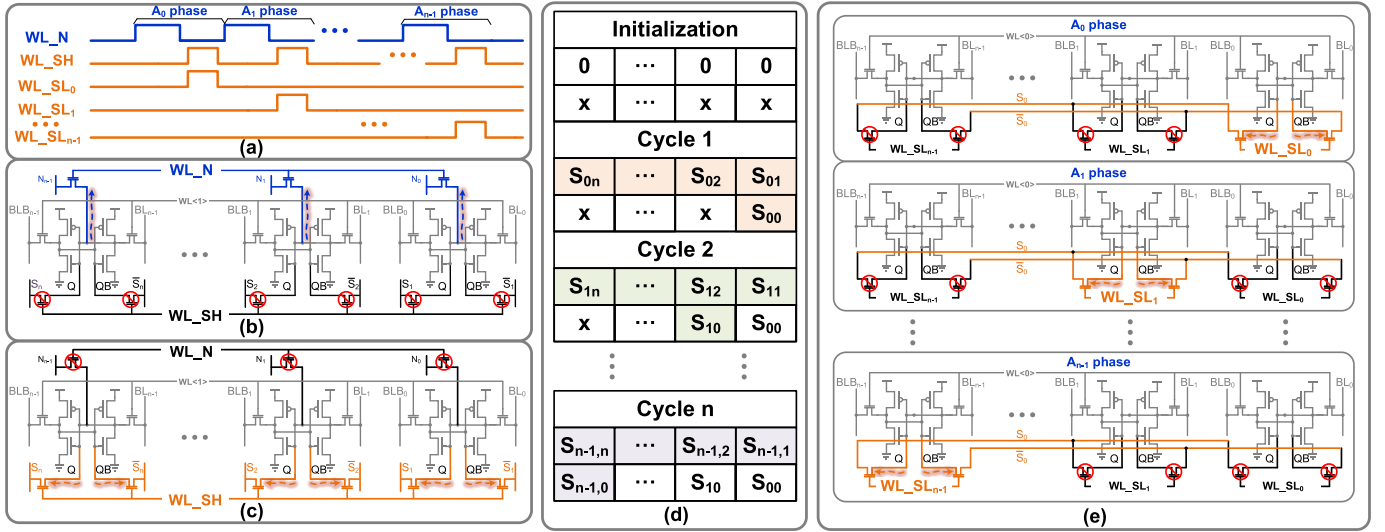 A₀ phase A₁ phase Aₙ₋₁ phase
WL_N
WL_SH
WL_SL₀
WL_SL₁
WL_SLₙ₋₁
(a)
WL_N
Nₙ₋₁ N₁ N₀
BLBₙ₋₁ WL<1> BLₙ₋₁ BLB₁ BL₁ BLB₀ BL₀
Sₙ Q QB S̅ₙ S₂ Q QB S̅₂ S₁ Q QB S̅₁
WL_SH
(b)
WL_N
Nₙ₋₁ N₁ N₀
BLBₙ₋₁ WL<1> BLₙ₋₁ BLB₁ BL₁ BLB₀ BL₀
Sₙ Q QB S̅ₙ S₂ Q QB S̅₂ S₁ Q QB S̅₁
WL_SH
(c)
Initialization
0 ··· 0 0
x ··· x x
Cycle 1
S₀ₙ ··· S₀₂ S₀₁
x ··· x S₀₀
Cycle 2
S₁ₙ ··· S₁₂ S₁₁
x ··· S₁₀ S₀₀
Cycle n
Sₙ₋₁,ₙ ··· Sₙ₋₁,₂ Sₙ₋₁,₁
Sₙ₋₁,₀ ··· S₁₀ S₀₀
(d)
A₀ phase
BLBₙ₋₁ BLₙ₋₁ WL<0> BLB₁ BL₁ BLB₀ BL₀
S₀
S̅₀
Q QB Q QB Q QB
WL_SLₙ₋₁ WL_SL₁ WL_SL₀
A₁ phase
BLBₙ₋₁ BLₙ₋₁ WL<0> BLB₁ BL₁ BLB₀ BL₀
S₀
S̅₀
Q QB Q QB Q QB
WL_SLₙ₋₁ WL_SL₁ WL_SL₀
Aₙ₋₁ phase
BLBₙ₋₁ BLₙ₋₁ WL<0> BLB₁ BL₁ BLB₀ BL₀
S₀
S̅₀
Q QB Q QB Q QB
WL_SLₙ₋₁ WL_SL₁ WL_SL₀
(e)